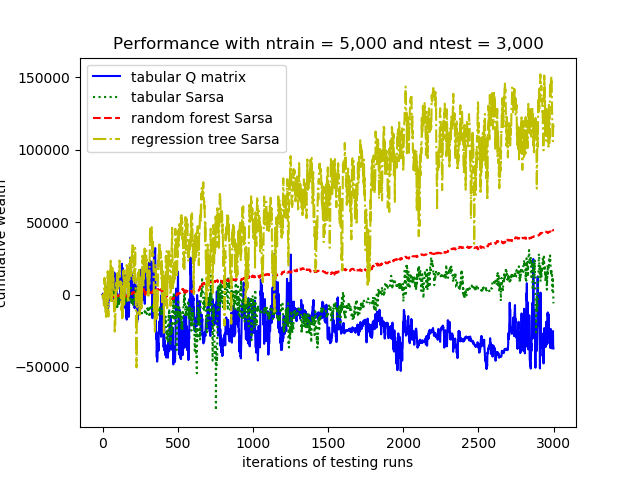 Performance with ntrain = 5,000 and ntest = 3,000
tabular Q matrix
tabular Sarsa
random forest Sarsa
regression tree Sarsa
150000
100000
50000
0
−50000
cumulative wealth
0 500 1000 1500 2000 2500 3000
iterations of testing runs